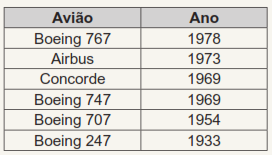 Avião Ano
Boeing 767 1978
Airbus 1973
Concorde 1969
Boeing 747 1969
Boeing 707 1954
Boeing 247 1933